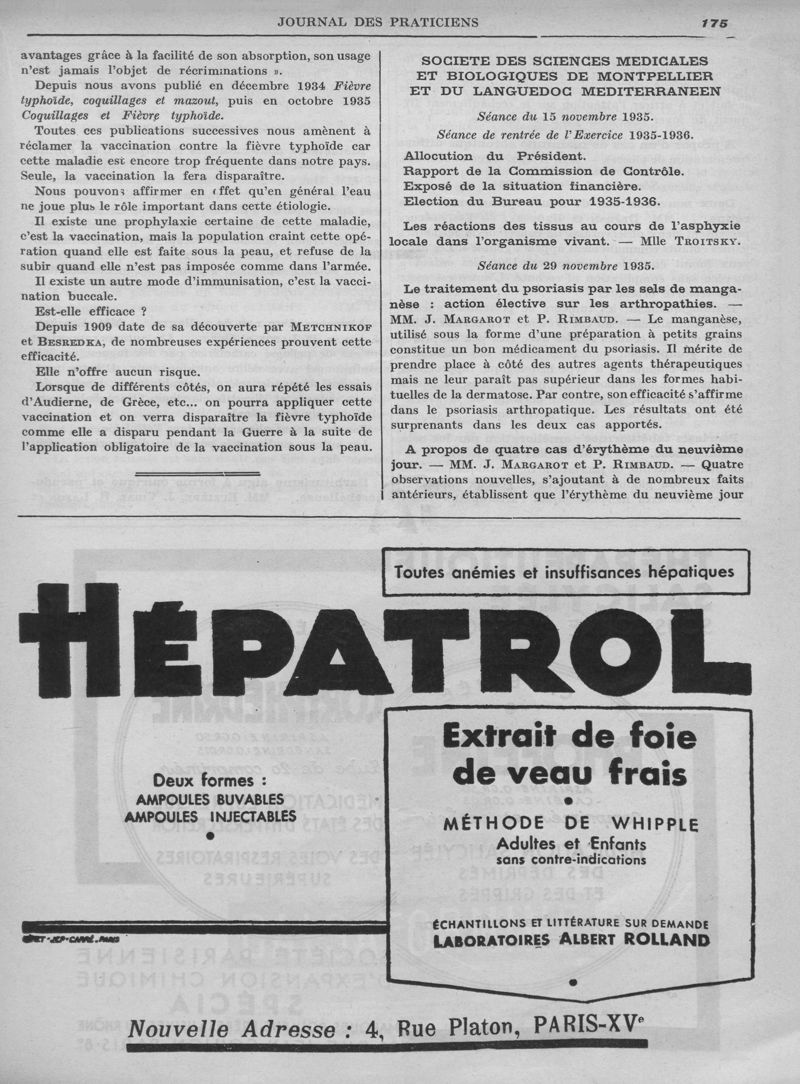 JOURNAL DES PRATICIENS 175
avantages grâce à la facilité de son absorption, son usage
n'est jamais l'objet de récriminations ».
Depuis nous avons publié en décembre 1934 Fièvre
typhoïde, coquillages et mazout, puis en octobre 1935
Coquillages et Fièvre typhoïde.
Toutes ces publications successives nous amènent à
réclamer la vaccination contre la fièvre typhoïde car
cette maladie est encore trop fréquente dans notre pays.
Seule, la vaccination la fera disparaître.
Nous pouvons affirmer en effet qu'en général l'eau
ne joue plus le rôle important dans cette étiologie.
Il existe une prophylaxie certaine de cette maladie,
c'est la vaccination, mais la population craint cette opé-
ration quand elle est faite sous la peau, et refuse de la
subir quand elle n'est pas imposée comme dans l'armée.
Il existe un autre mode d'immunisation, c'est la vacci-
nation buccale.
Est-elle efficace ?
Depuis 1909 date de sa découverte par METCHNIKOF
et BESREDKA, de nombreuses expériences prouvent cette
efficacité.
Elle n'offre aucun risque.
Lorsque de différents côtés, on aura répété les essais
d'Audierne, de Grèce, etc... on pourra appliquer cette
vaccination et on verra disparaître la fièvre typhoïde
comme elle a disparu pendant la Guerre à la suite de
l'application obligatoire de la vaccination sous la peau.
SOCIETE DES SCIENCES MEDICALES
ET BIOLOGIQUES DE MONTPELLIER
ET DU LANGUEDOC MEDITERRANEEN
Séance du 15 novembre 1935.
Séance de rentrée de l'Exercice 1935-1936.
Allocution du Président.
Rapport de la Commission de Contrôle.
Exposé de la situation financière.
Election du Bureau pour 1935-1936.
Les réactions des tissus au cours de l'asphyxie
locale dans l'organisme vivant. — Mlle TROITSKY.
Séance du 29 novembre 1935.
Le traitement du psoriasis par les sels de manga-
nèse : action élective sur les arthropathies. —
MM. J. MARGAROT et P. RIMBAUD. — Le manganèse,
utilisé sous la forme d'une préparation à petits grains
constitue un bon médicament du psoriasis. Il mérite de
prendre place à côté des autres agents thérapeutiques
mais ne leur paraît pas supérieur dans les formes habi-
tuelles de la dermatose. Par contre, son efficacité s'affirme
dans le psoriasis arthropatique. Les résultats ont été
surprenants dans les deux cas apportés.
A propos de quatre cas d'érythème du neuvième
jour. — MM. J. MARGAROT et P. RIMBAUD. — Quatre
observations nouvelles, s'ajoutant à de nombreux faits
antérieurs, établissent que l'érythème du neuvième jour
Toutes anémies et insuffisances hépatiques
HÉPATROL
Extrait de foie
de veau frais
MÉTHODE DE WHIPPLE
Adultes et Enfants
sans contre-indications
Deux formes :
AMPOULES BUVABLES
AMPOULES INJECTABLES
ÉCHANTILLONS ET LITTÉRATURE SUR DEMANDE
LABORATOIRES ALBERT ROLLAND
Nouvelle Adresse : 4, Rue Platon, PARIS-XVe